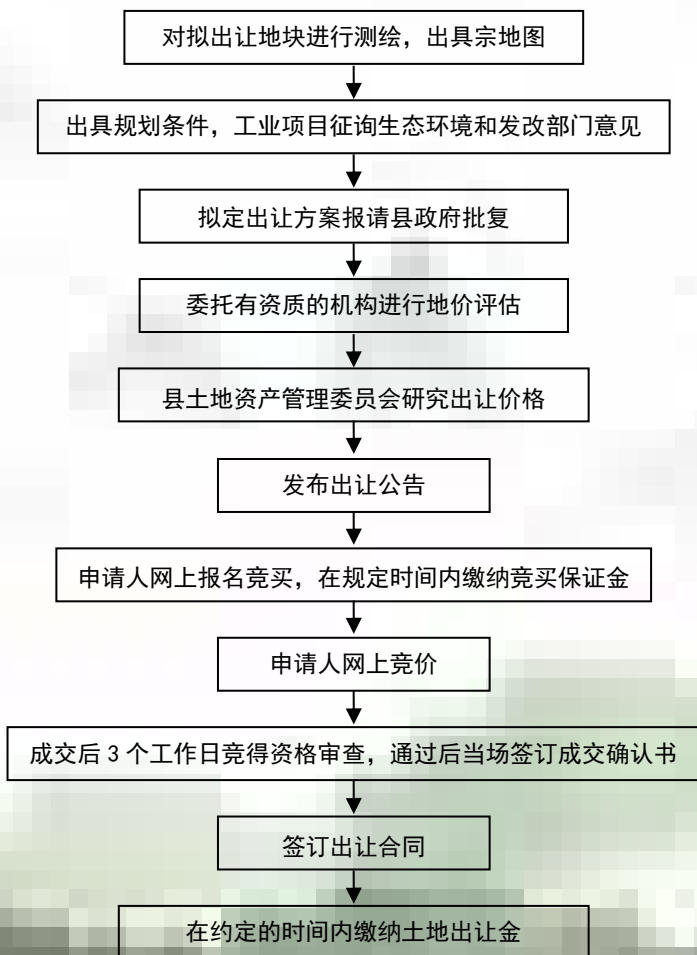 对拟出让地块进行测绘，出具宗地图
出具规划条件，工业项目征询生态环境和发改部门意见
拟定出让方案报请县政府批复
委托有资质的机构进行地价评估
县土地资产管理委员会研究出让价格
发布出让公告
申请人网上报名竞买，在规定时间内缴纳竞买保证金
申请人网上竞价
成交后 3 个工作日竞得资格审查，通过后当场签订成交确认书
签订出让合同
在约定的时间内缴纳土地出让金